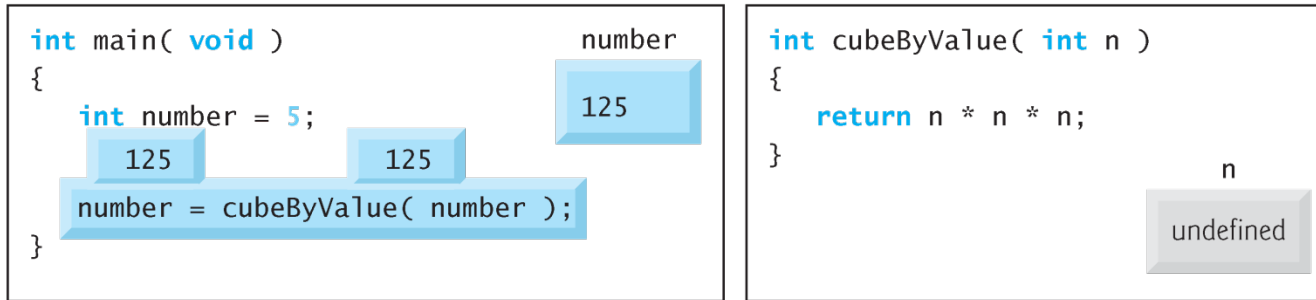 int main( void )
{
int number = 5;
number
125
125
125
number = cubeByValue( number );
}
int cubeByValue( int n )
{
return n * n * n;
}
n
undefined